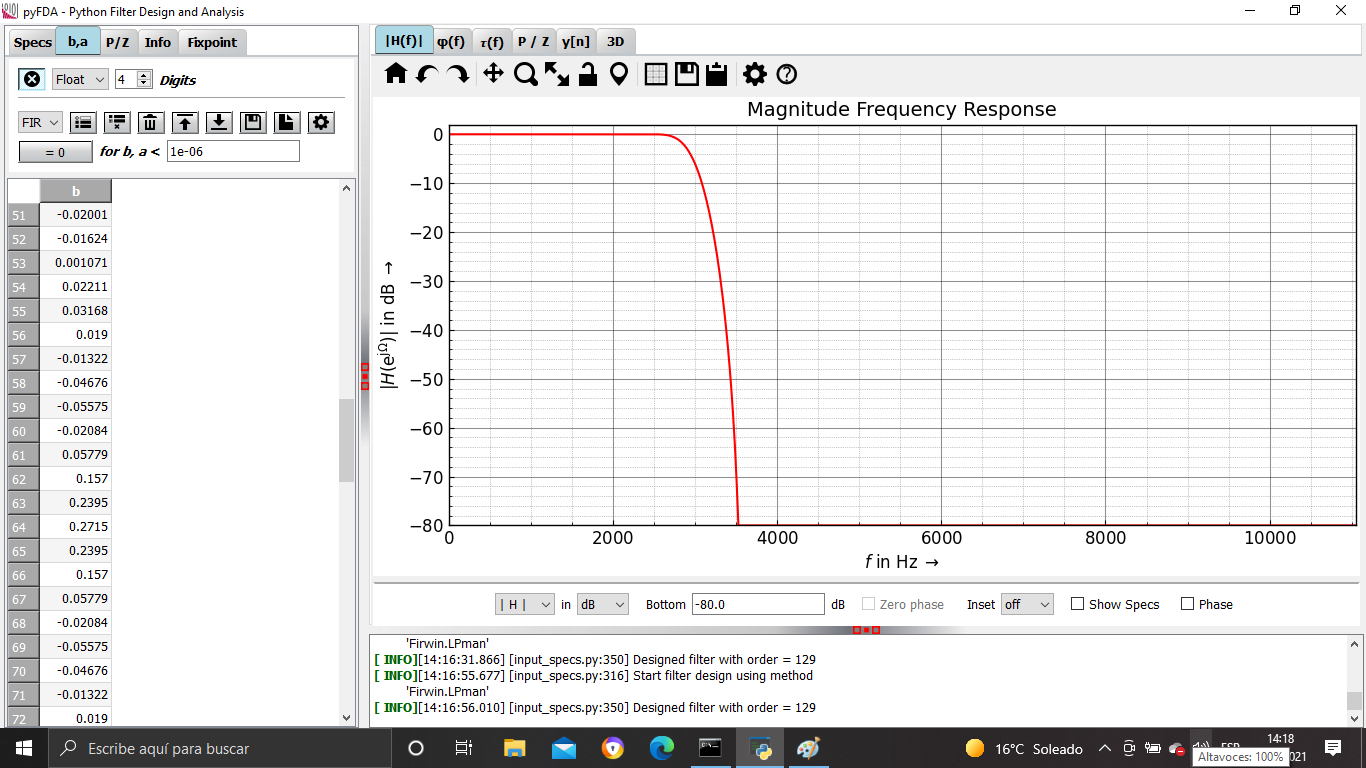 pyFDA - Python Filter Design and Analysis
Specs b,a P/Z Info Fixpoint
Float 4 Digits
FIR
= 0 for b, a < 1e-06
b
51 -0.02001
52 -0.01624
53 0.001071
54 0.02211
55 0.03168
56 0.019
57 -0.01322
58 -0.04676
59 -0.05575
60 -0.02084
61 0.05779
62 0.157
63 0.2395
64 0.2715
65 0.2395
66 0.157
67 0.05779
68 -0.02084
69 -0.05575
70 -0.04676
71 -0.01322
72 0.019
|H(f)| φ(f) τ(f) P / Z y[n] 3D
Magnitude Frequency Response
|H(e^jΩ)| in dB →
0
−10
−20
−30
−40
−50
−60
−70
−80
0 2000 4000 6000 8000 10000
f in Hz →
| H | in dB Bottom -80.0 dB Zero phase Inset off Show Specs Phase
'Firwin.LPman'
[ INFO][14:16:31.866] [input_specs.py:350] Designed filter with order = 129
[ INFO][14:16:55.677] [input_specs.py:316] Start filter design using method
'Firwin.LPman'
[ INFO][14:16:56.010] [input_specs.py:350] Designed filter with order = 129
Escribe aquí para buscar
16°C Soleado
14:18
021
Altavoces: 100%